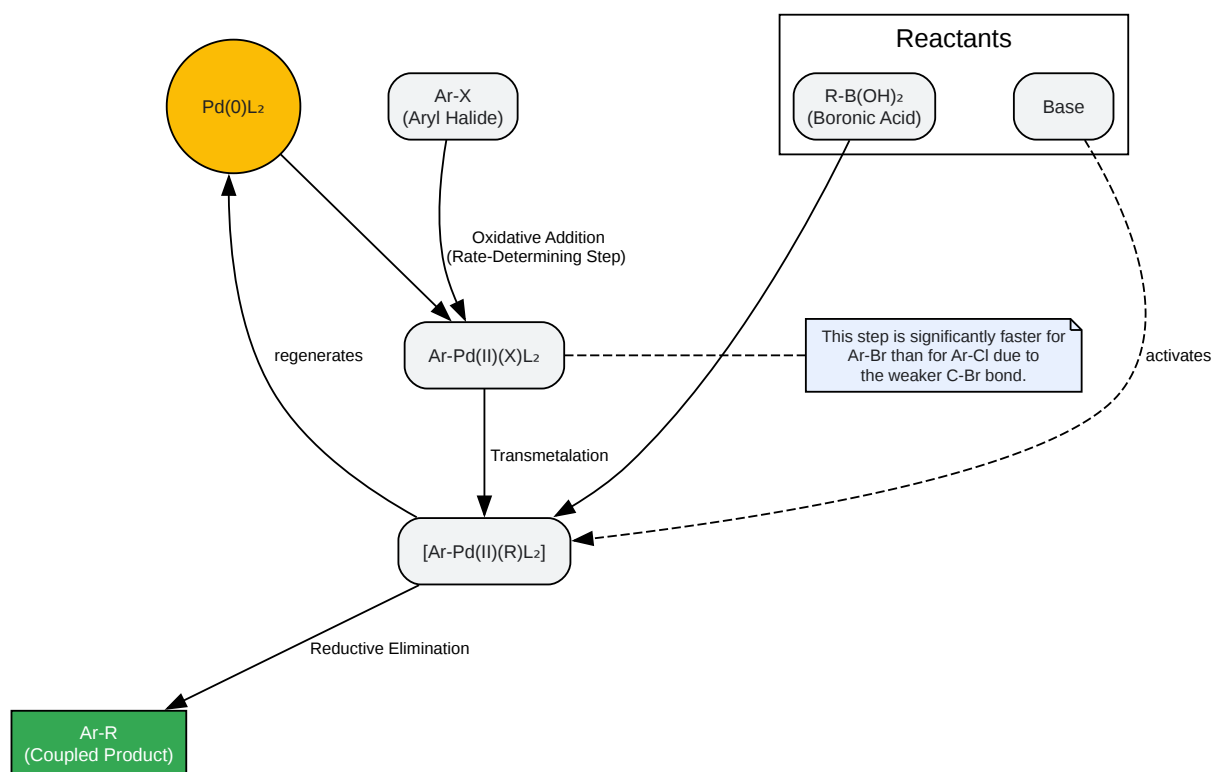 Reactants
Pd(0)L₂
Ar-X
(Aryl Halide)
R-B(OH)₂
(Boronic Acid)
Base
Oxidative Addition
(Rate-Determining Step)
regenerates
Ar-Pd(II)(X)L₂
This step is significantly faster for
Ar-Br than for Ar-Cl due to
the weaker C-Br bond.
activates
Transmetalation
[Ar-Pd(II)(R)L₂]
Reductive Elimination
Ar-R
(Coupled Product)